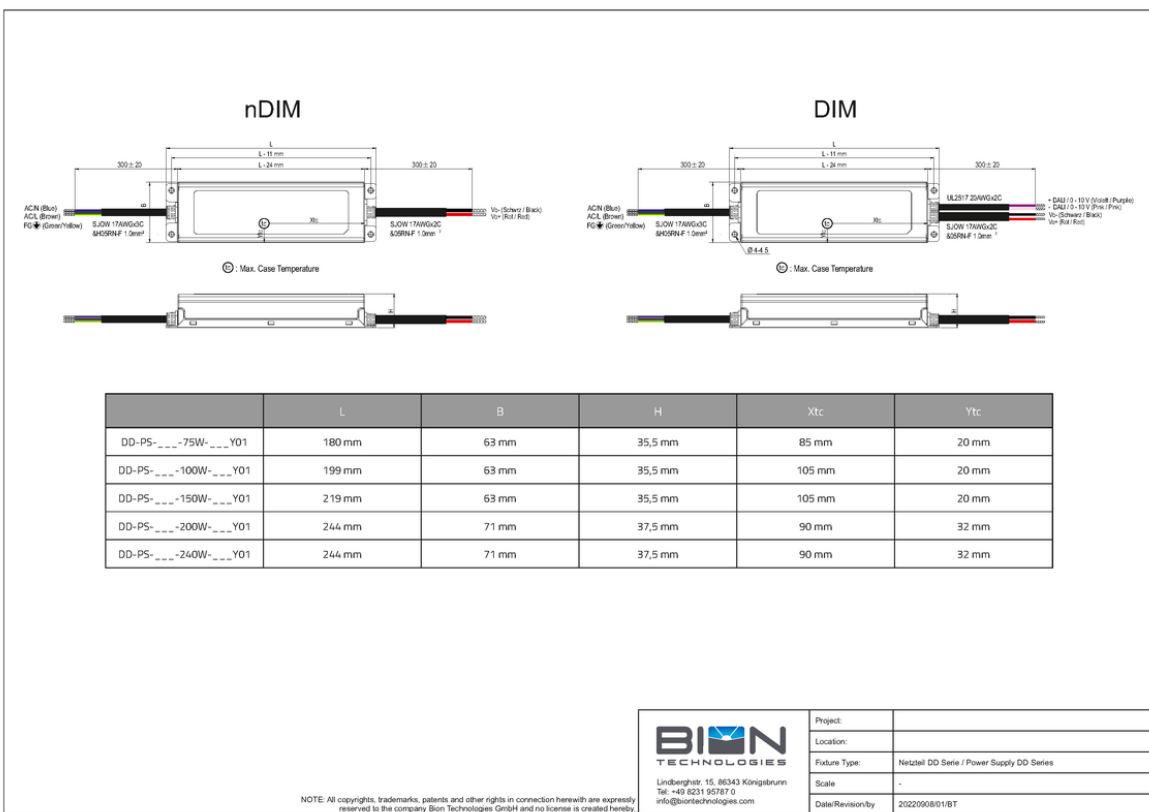 nDIM
L
L - 11 mm
300±20
L - 24 mm
300±20
B
AC/N (Blue)
AC/L (Brown)
FG (Green/Yellow)
SJOW 17AWGx3C
&H05RN-F 1.0mm²
tc
Xtc
Ytc
SJOW 17AWGx2C
&05RN-F 1.0mm²
Vo- (Schwrz / Black)
Vo+ (Rot / Red)
tc : Max. Case Temperature
H
DIM
L
L - 11 mm
300±20
L - 24 mm
300±20
B
AC/N (Blue)
AC/L (Brown)
FG (Green/Yellow)
SJOW 17AWGx3C
&H05RN-F 1.0mm²
tc
Xtc
Ytc
Ø 4-4.5
UL2517 20AWGx2C
SJOW 17AWGx2C
&05RN-F 1.0mm²
+ DALI / 0 - 10 V (Violett / Purple)
- DALI / 0 - 10 V (Pink / Pink)
Vo- (Schwarz / Black)
Vo+ (Rot / Red)
tc : Max. Case Temperature
H
L B H Xtc Ytc
DD-PS-___-75W-___Y01 180 mm 63 mm 35,5 mm 85 mm 20 mm
DD-PS-___-100W-___Y01 199 mm 63 mm 35,5 mm 105 mm 20 mm
DD-PS-___-150W-___Y01 219 mm 63 mm 35,5 mm 105 mm 20 mm
DD-PS-___-200W-___Y01 244 mm 71 mm 37,5 mm 90 mm 32 mm
DD-PS-___-240W-___Y01 244 mm 71 mm 37,5 mm 90 mm 32 mm
NOTE: All copyrights, trademarks, patents and other rights in connection herewith are expressly
reserved to the company Bion Technologies GmbH and no license is created hereby.
BION
TECHNOLOGIES
Lindberghstr. 15, 86343 Königsbrunn
Tel: +49 8231 95787 0
info@biontechnologies.com
Project:
Location:
Fixture Type: Netzteil DD Serie / Power Supply DD Series
Scale -
Date/Revision/by 20220908/01/BT